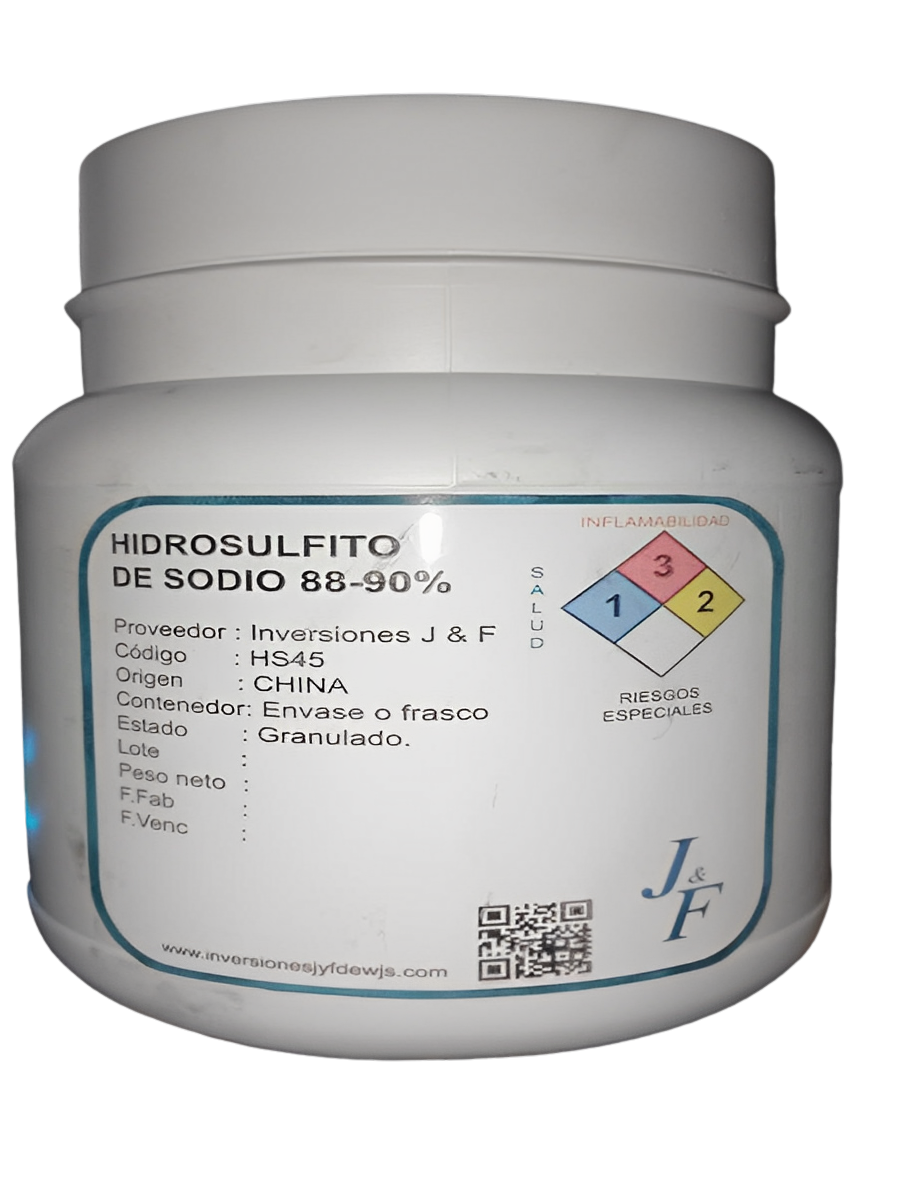 HIDROSULFITO
DE SODIO 88-90%
Proveedor : Inversiones J & F
Código : HS45
Origen : CHINA
Contenedor: Envase o frasco
Estado : Granulado.
Lote :
Peso neto :
F.Fab :
F.Venc :
INFLAMABILIDAD
SALUD
3
1
2
RIESGOS
ESPECIALES
J & F
www.inversionesjyfdewjs.com